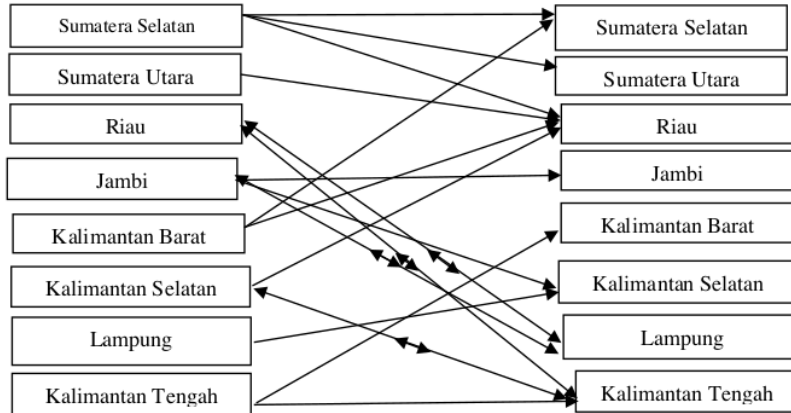 Sumatera Selatan
Sumatera Utara
Riau
Jambi
Kalimantan Barat
Kalimantan Selatan
Lampung
Kalimantan Tengah
Sumatera Selatan
Sumatera Utara
Riau
Jambi
Kalimantan Barat
Kalimantan Selatan
Lampung
Kalimantan Tengah